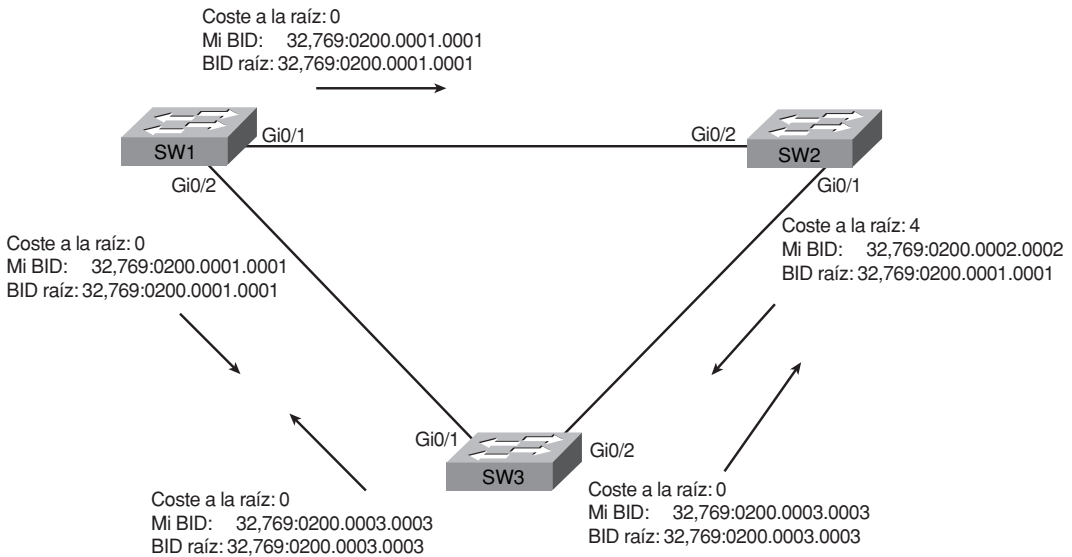 Coste a la raíz: 0
Mi BID: 32,769:0200.0001.0001
BID raíz: 32,769:0200.0001.0001
SW1
Gi0/1
Gi0/2
Gi0/2
SW2
Gi0/1
Coste a la raíz: 0
Mi BID: 32,769:0200.0001.0001
BID raíz: 32,769:0200.0001.0001
Coste a la raíz: 4
Mi BID: 32,769:0200.0002.0002
BID raíz: 32,769:0200.0001.0001
Gi0/1
SW3
Gi0/2
Coste a la raíz: 0
Mi BID: 32,769:0200.0003.0003
BID raíz: 32,769:0200.0003.0003
Coste a la raíz: 0
Mi BID: 32,769:0200.0003.0003
BID raíz: 32,769:0200.0003.0003